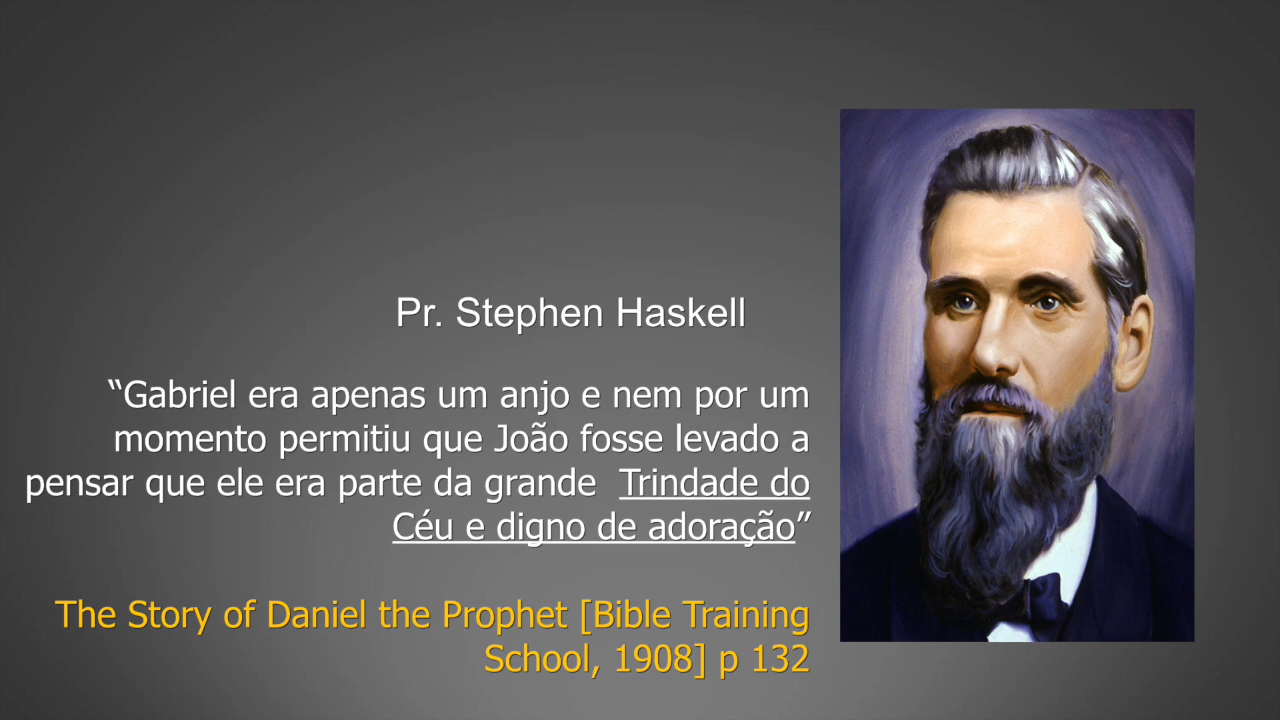 Pr. Stephen Haskell
“Gabriel era apenas um anjo e nem por um
momento permitiu que João fosse levado a
pensar que ele era parte da grande Trindade do
Céu e digno de adoração”
The Story of Daniel the Prophet [Bible Training
School, 1908] p 132